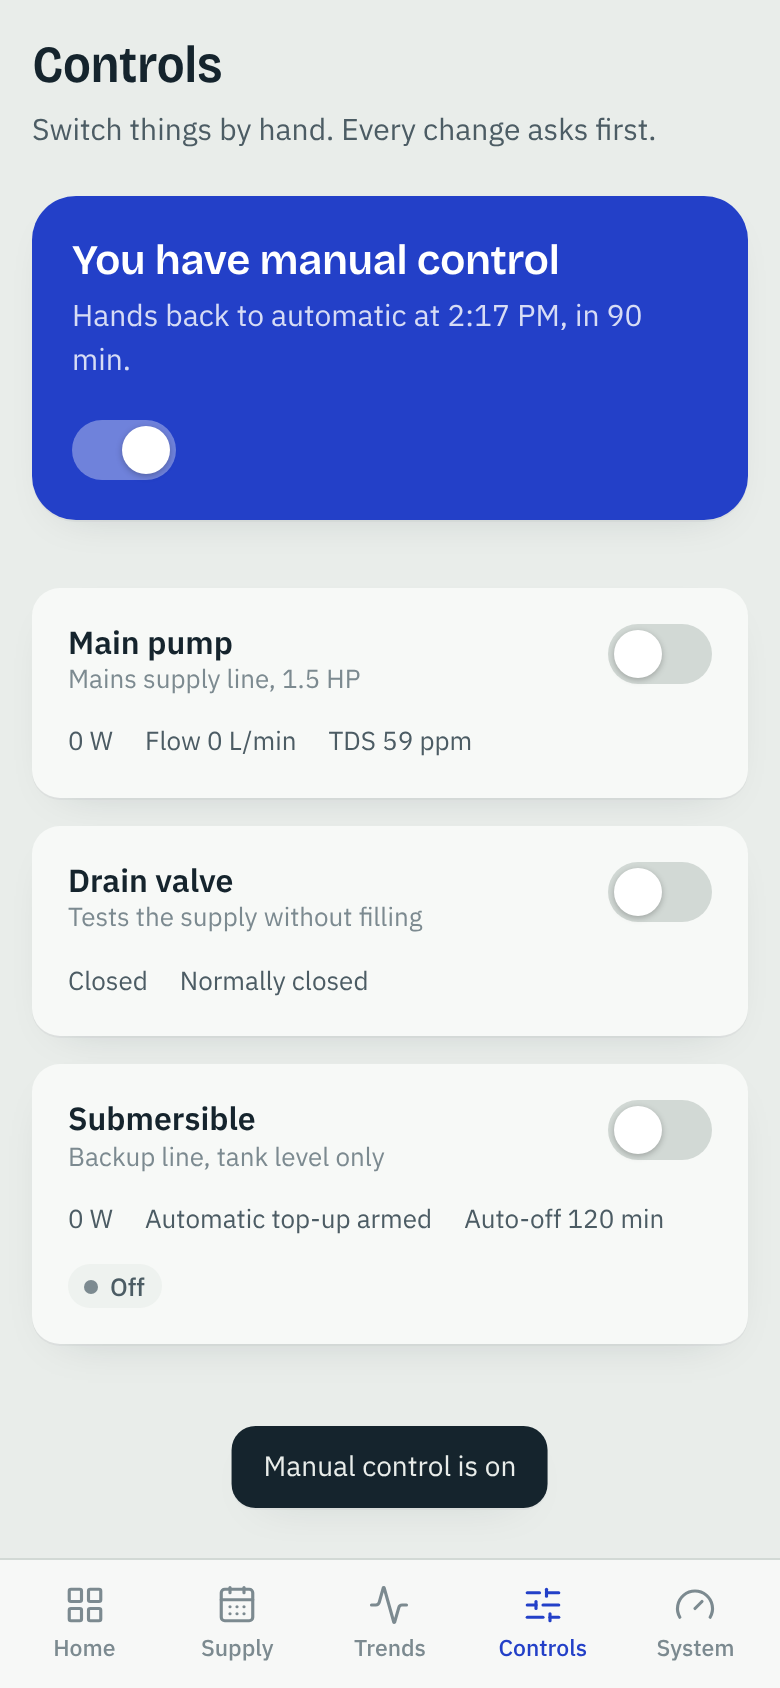 Controls
Switch things by hand. Every change asks first.
You have manual control
Hands back to automatic at 2:17 PM, in 90
min.
Main pump
Mains supply line, 1.5 HP
0 W Flow 0 L/min TDS 59 ppm
Drain valve
Tests the supply without filling
Closed Normally closed
Submersible
Backup line, tank level only
0 W Automatic top-up armed Auto-off 120 min
Off
Manual control is on
Home Supply Trends Controls System